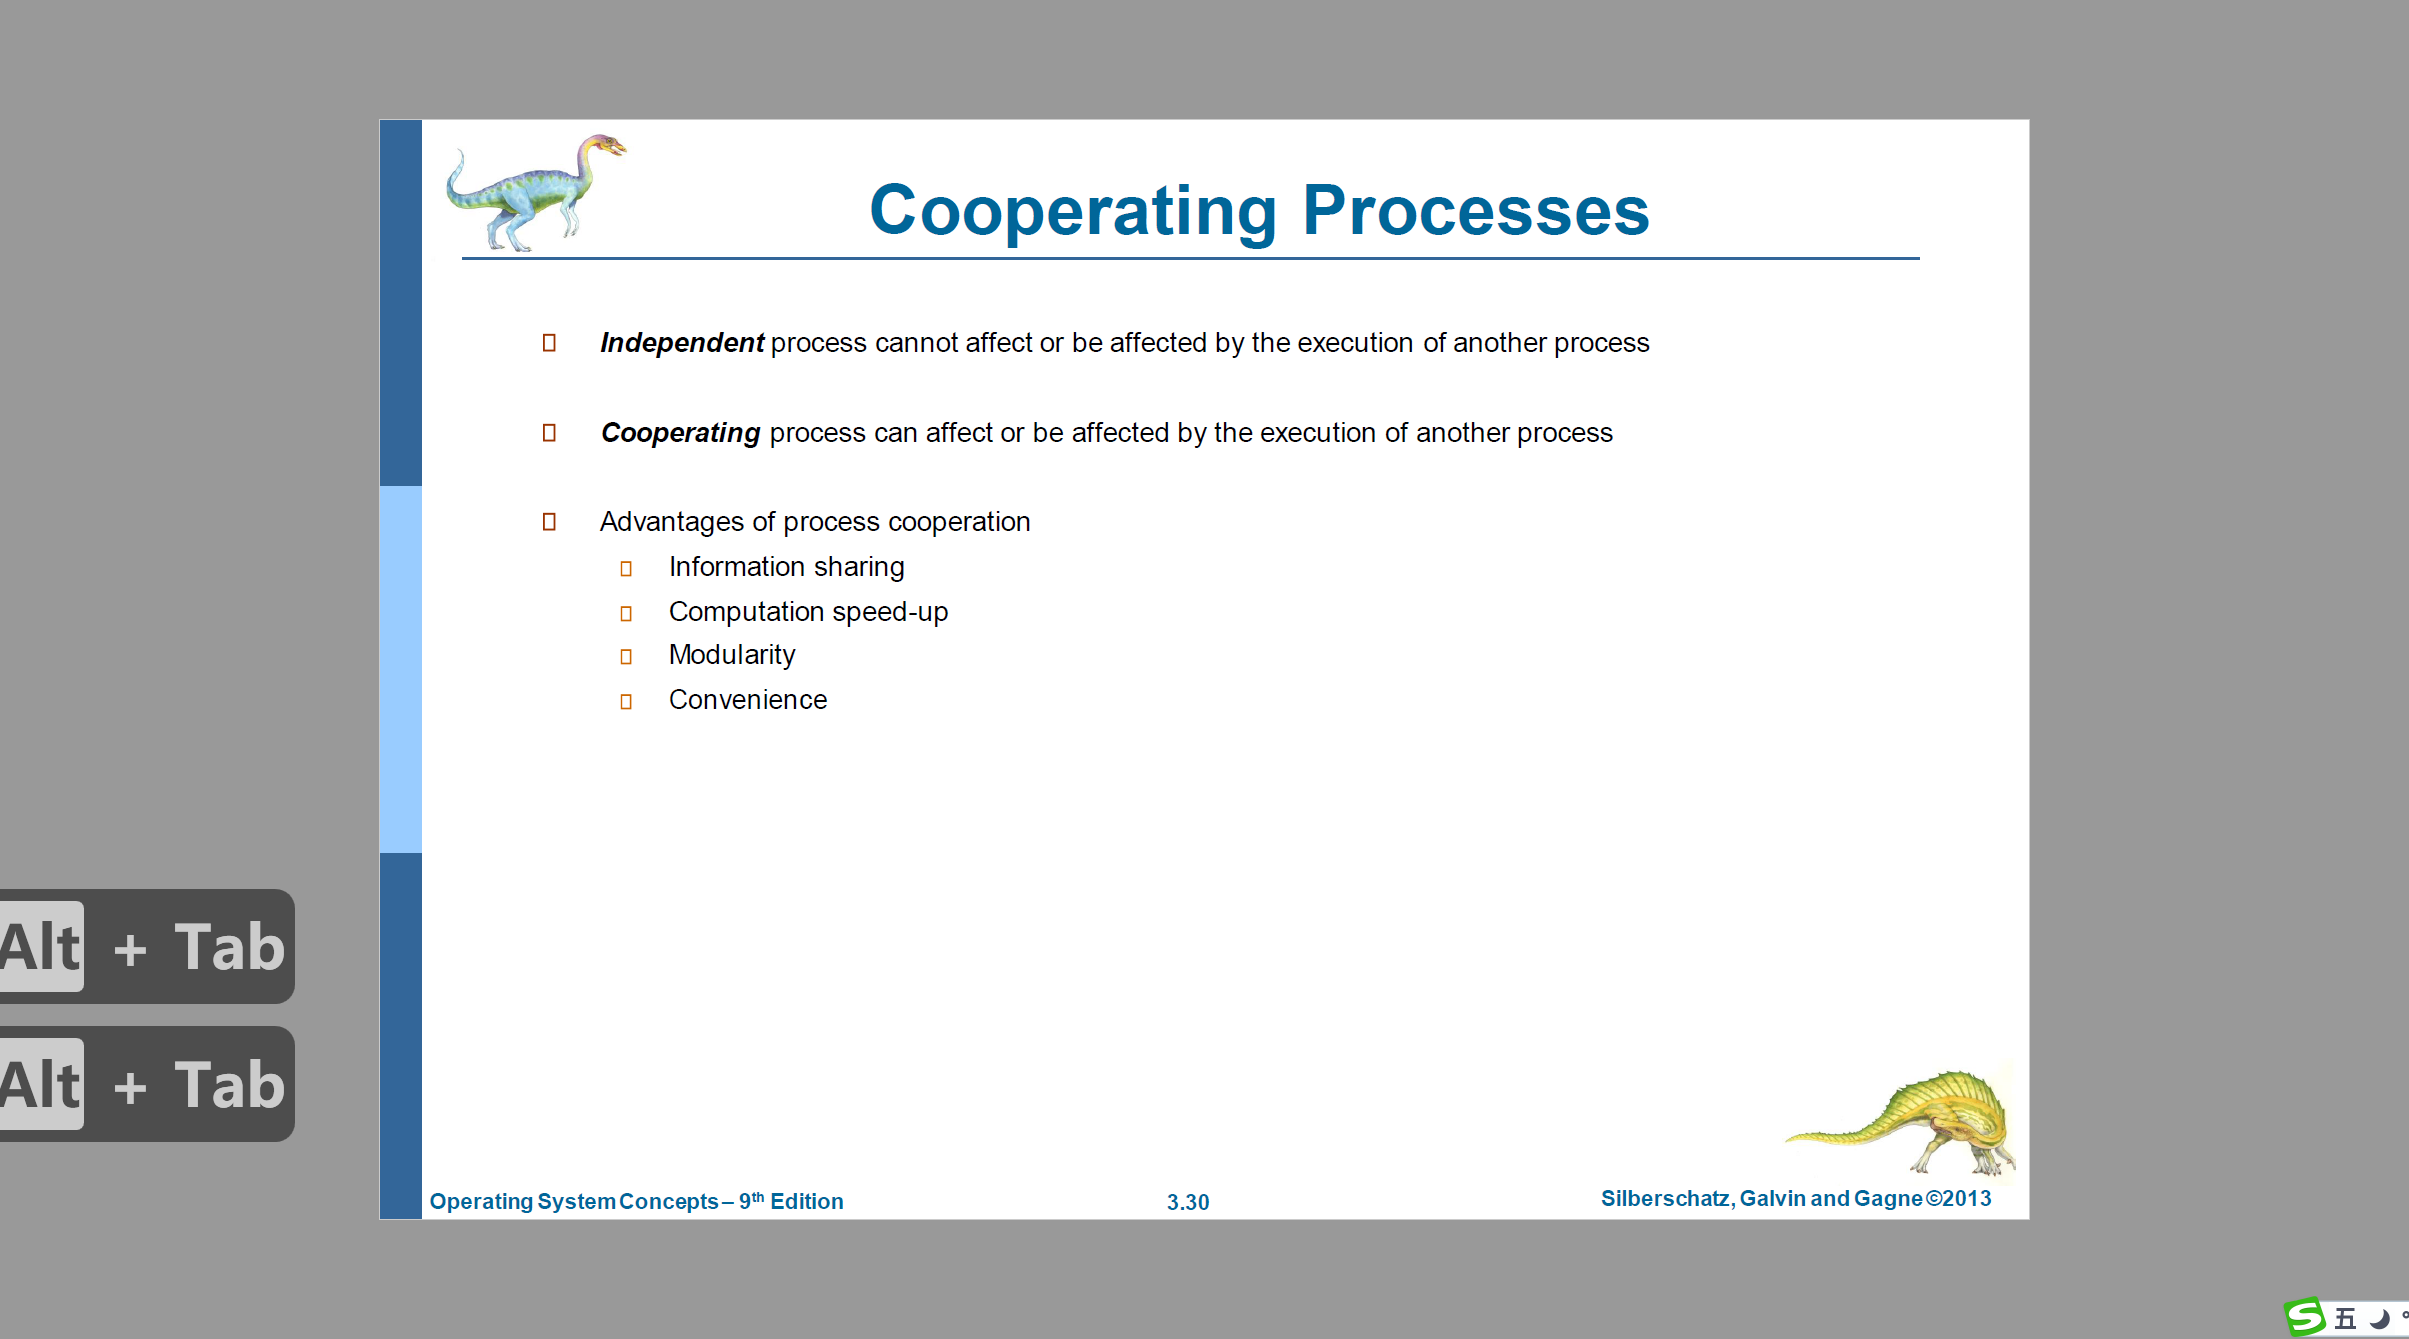 Cooperating Processes
Independent process cannot affect or be affected by the execution of another process
Cooperating process can affect or be affected by the execution of another process
Advantages of process cooperation
Information sharing
Computation speed-up
Modularity
Convenience
Alt + Tab
Alt + Tab
Operating System Concepts – 9th Edition
3.30
Silberschatz, Galvin and Gagne ©2013
S 五